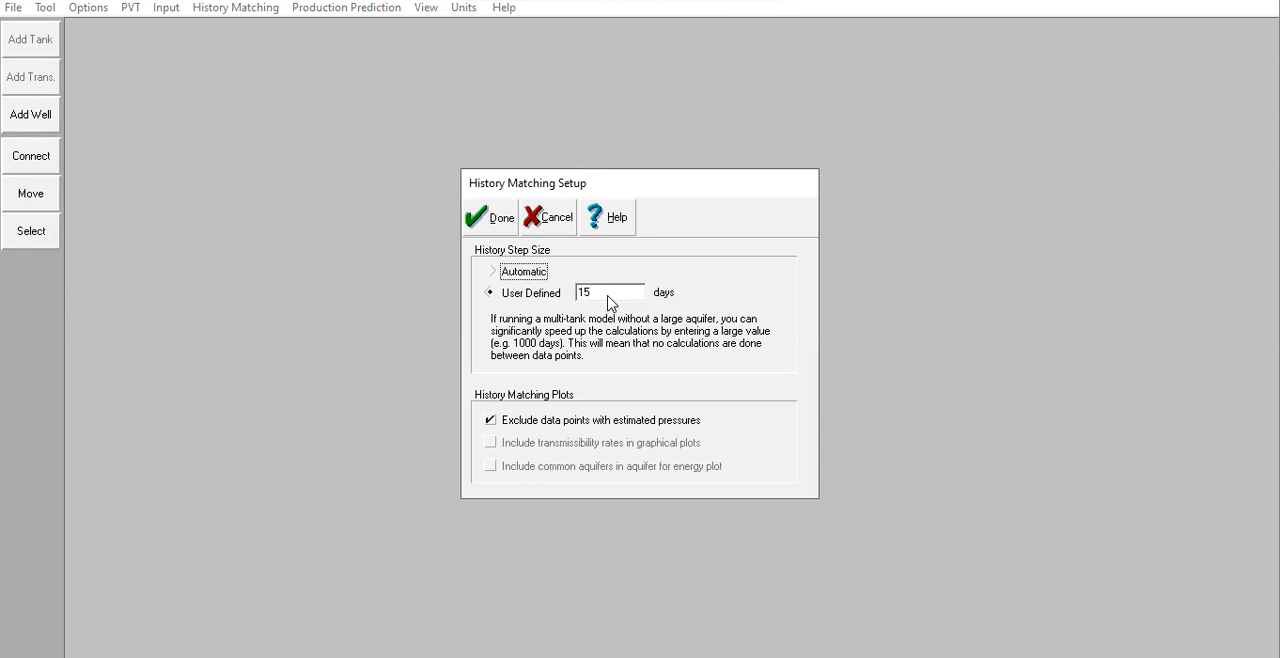 File Tool Options PVT Input History Matching Production Prediction View Units Help
Add Tank
Add Trans.
Add Well
Connect
Move
Select
History Matching Setup
Done Cancel Help
History Step Size
Automatic
User Defined 15 days
If running a multi-tank model without a large aquifer, you can
significantly speed up the calculations by entering a large value
(e.g. 1000 days). This will mean that no calculations are done
between data points.
History Matching Plots
Exclude data points with estimated pressures
Include transmissibility rates in graphical plots
Include common aquifers in aquifer for energy plot